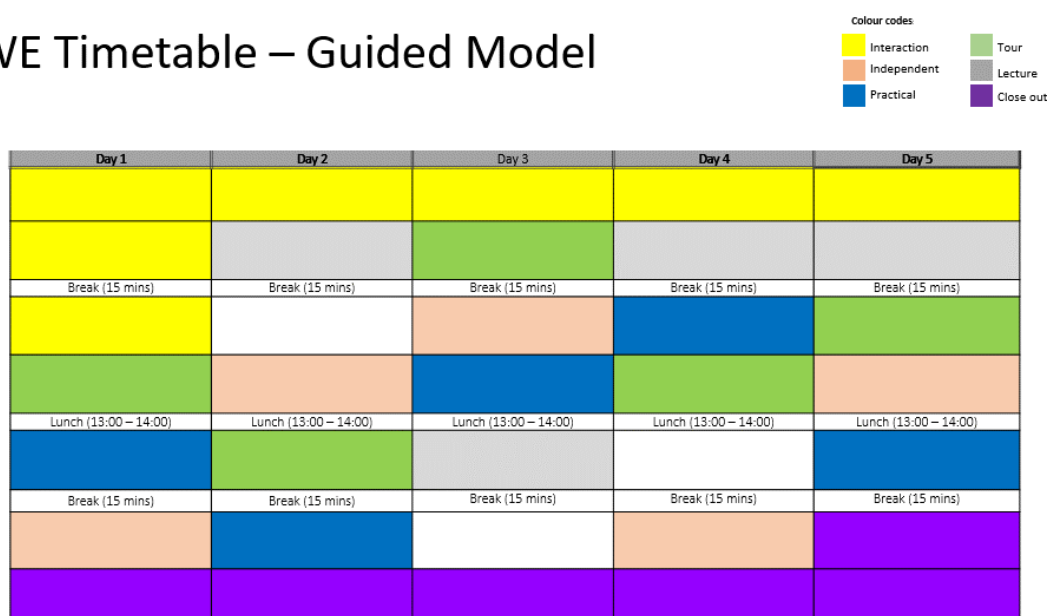 Colour codes
VE Timetable – Guided Model
Interaction Tour
Independent Lecture
Practical Close out
Day 1 Day 2 Day 3 Day 4 Day 5
Break (15 mins) Break (15 mins) Break (15 mins) Break (15 mins) Break (15 mins)
Lunch (13:00 – 14:00) Lunch (13:00 – 14:00) Lunch (13:00 – 14:00) Lunch (13:00 – 14:00) Lunch (13:00 – 14:00)
Break (15 mins) Break (15 mins) Break (15 mins) Break (15 mins) Break (15 mins)